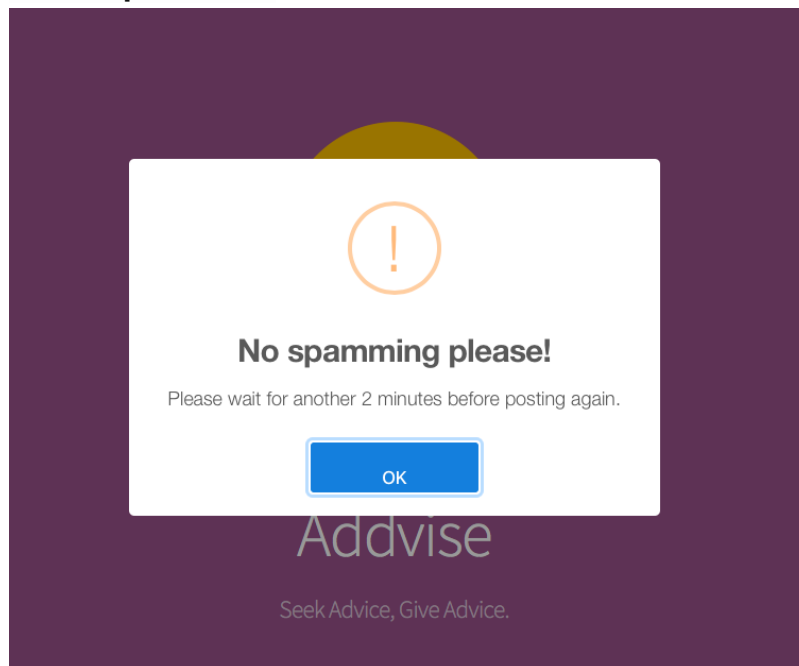 !
No spamming please!
Please wait for another 2 minutes before posting again.
OK
Addvise
Seek Advice, Give Advice.